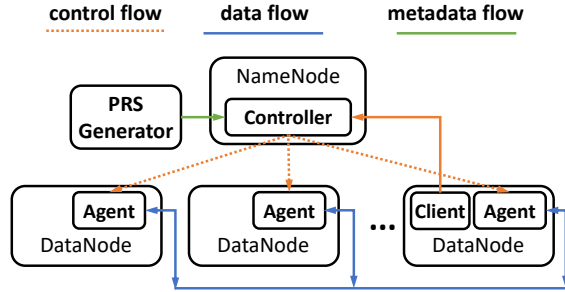 control flow
data flow
metadata flow
NameNode
PRS
Generator
Controller
Agent
DataNode
Agent
DataNode
...
Client
Agent
DataNode